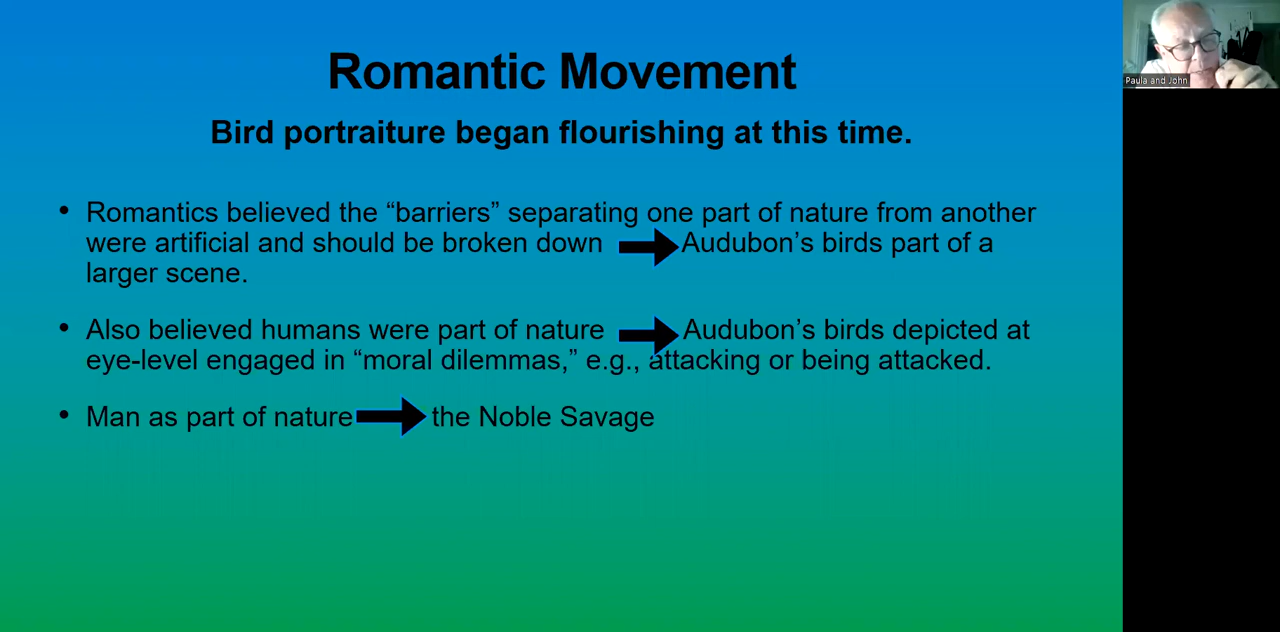 Romantic Movement
Bird portraiture began flourishing at this time.
• Romantics believed the “barriers” separating one part of nature from another
were artificial and should be broken down Audubon’s birds part of a
larger scene.
• Also believed humans were part of nature Audubon’s birds depicted at
eye-level engaged in “moral dilemmas,” e.g., attacking or being attacked.
• Man as part of nature the Noble Savage
Paula and John